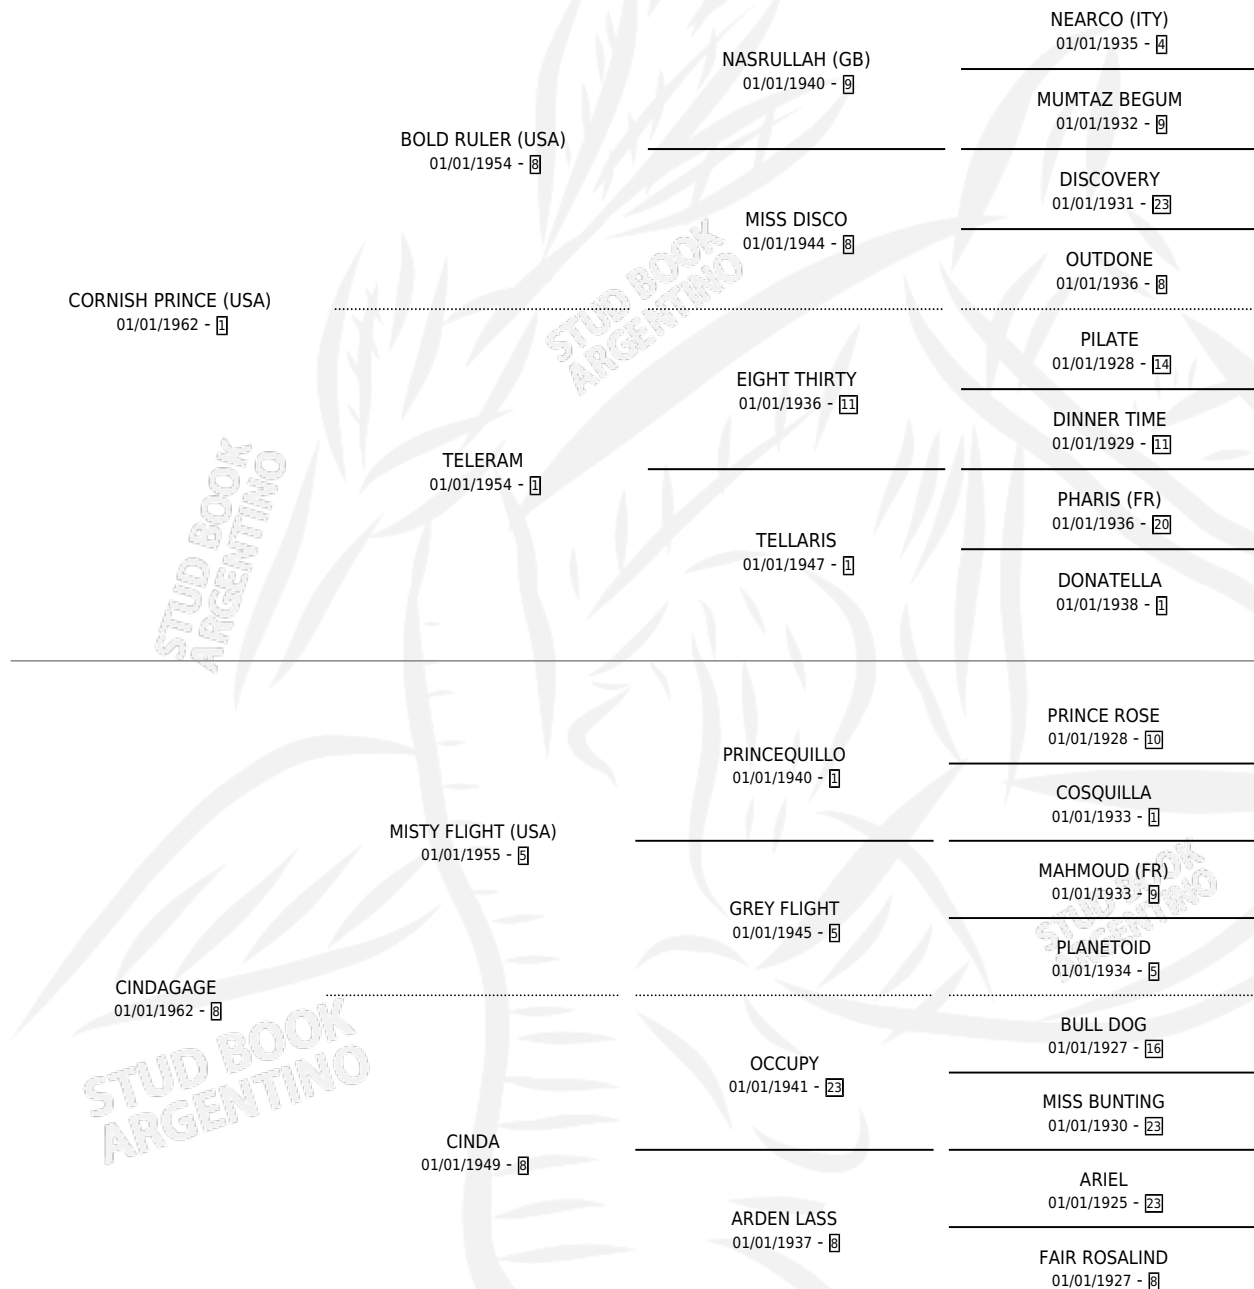 NEARCO (ITY)
01/01/1935 - 4
NASRULLAH (GB)
01/01/1940 - 9
MUMTAZ BEGUM
01/01/1932 - 9
BOLD RULER (USA)
01/01/1954 - 8
DISCOVERY
01/01/1931 - 23
MISS DISCO
01/01/1944 - 8
OUTDONE
01/01/1936 - 8
CORNISH PRINCE (USA)
01/01/1962 - 1
PILATE
01/01/1928 - 14
EIGHT THIRTY
01/01/1936 - 11
DINNER TIME
01/01/1929 - 11
TELERAM
01/01/1954 - 1
PHARIS (FR)
01/01/1936 - 20
TELLARIS
01/01/1947 - 1
DONATELLA
01/01/1938 - 1
PRINCE ROSE
01/01/1928 - 10
PRINCEQUILLO
01/01/1940 - 1
COSQUILLA
01/01/1933 - 1
MISTY FLIGHT (USA)
01/01/1955 - 5
MAHMOUD (FR)
01/01/1933 - 9
GREY FLIGHT
01/01/1945 - 5
PLANETOID
01/01/1934 - 5
CINDAGAGE
01/01/1962 - 8
BULL DOG
01/01/1927 - 16
OCCUPY
01/01/1941 - 23
MISS BUNTING
01/01/1930 - 23
CINDA
01/01/1949 - 8
ARIEL
01/01/1925 - 23
ARDEN LASS
01/01/1937 - 8
FAIR ROSALIND
01/01/1927 - 8
STUD BOOK
ARGENTINO
STUD BOOK
ARGENTINO
STUD BOOK
ARGENTINO
STUD BOOK
ARGENTINO